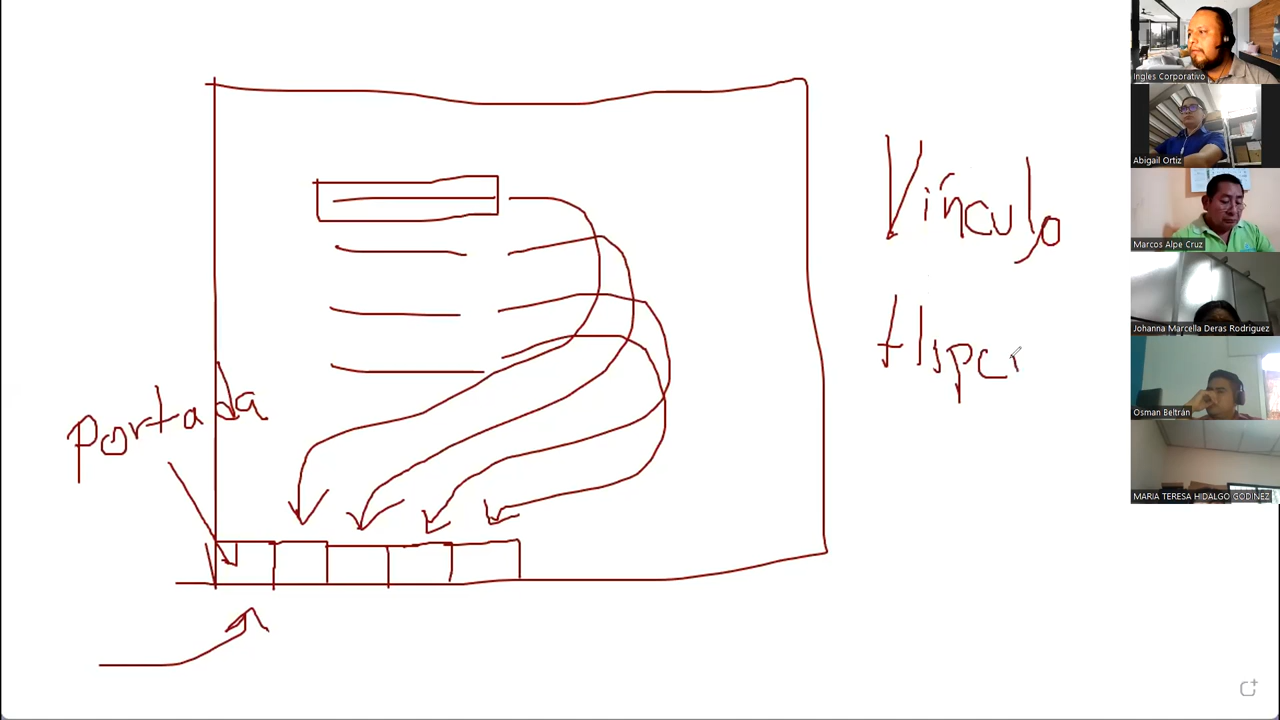 Vínculo
Hiper
Portada
Ingles Corporativo
Abigail Ortiz
Marcos Alpe Cruz
Johanna Marcella Deras Rodriguez
Osman Beltrán
MARIA TERESA HIDALGO GODINEZ